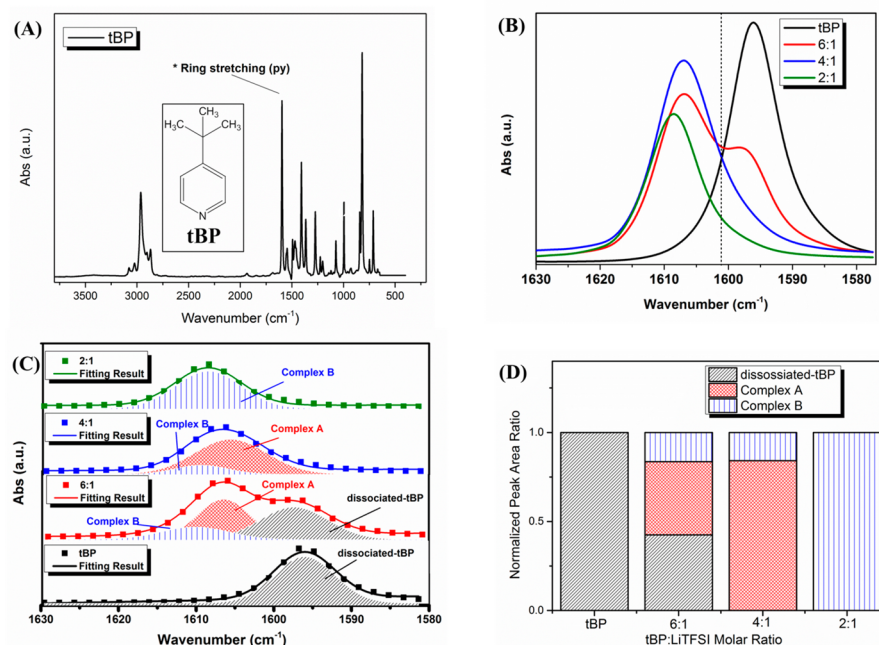 (A)
tBP
* Ring stretching (py)
CH₃
H₃C
CH₃
N
tBP
Abs (a.u.)
3500 3000 2500 2000 1500 1000 500
Wavenumber (cm⁻¹)
(B)
tBP
6:1
4:1
2:1
Abs (a.u.)
1630 1620 1610 1600 1590 1580
Wavenumber (cm⁻¹)
(C)
2:1
Fitting Result
Complex B
4:1
Fitting Result
Complex B
Complex A
6:1
Fitting Result
Complex B
Complex A
dissociated-tBP
tBP
Fitting Result
dissociated-tBP
Abs (a.u.)
1630 1620 1610 1600 1590 1580
Wavenumber (cm⁻¹)
(D)
dissossiated-tBP
Complex A
Complex B
Normalized Peak Area Ratio
1.0
0.5
0.0
tBP 6:1 4:1 2:1
tBP:LiTFSI Molar Ratio